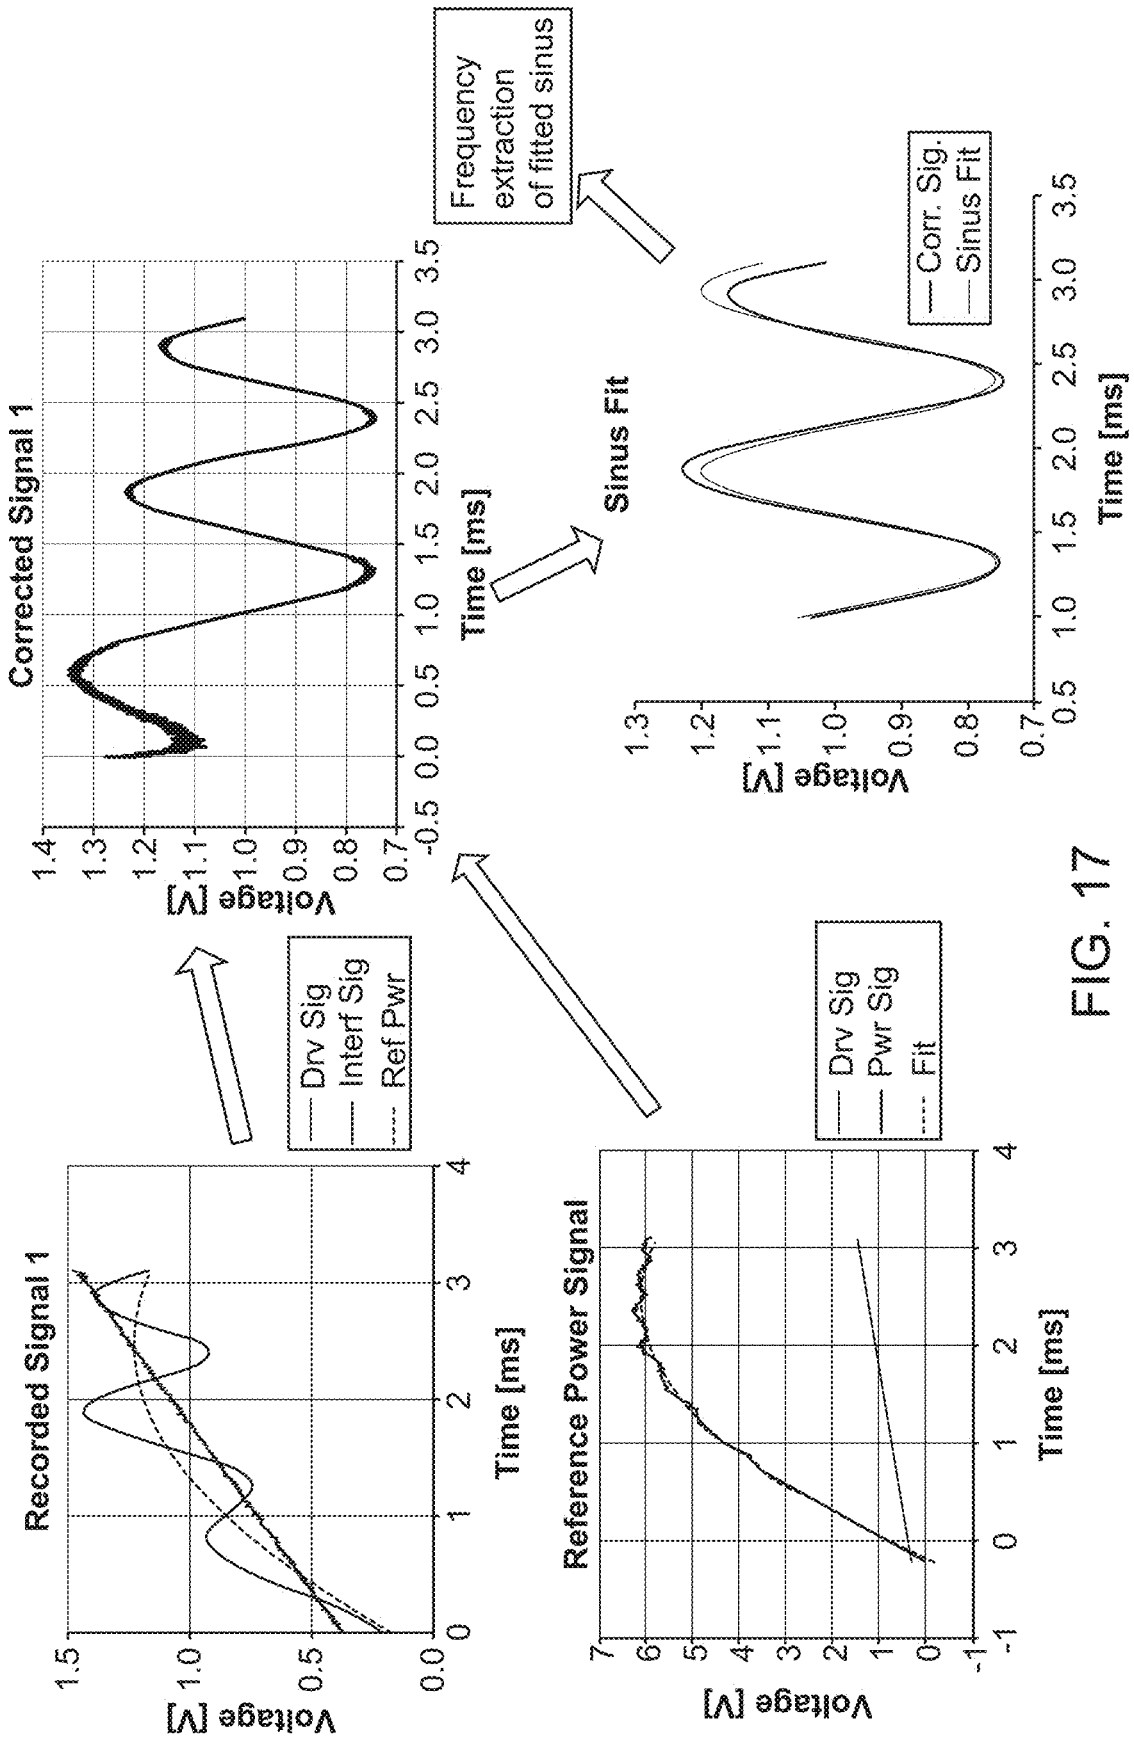 Recorded Signal 1
Voltage [V]
1.5
1.0
0.5
0.0
0
1
2
3
4
Time [ms]
Drv Sig
Interf Sig
Ref Pwr
Corrected Signal 1
Voltage [V]
1.4
1.3
1.2
1.1
1.0
0.9
0.8
0.7
-0.5
0.0
0.5
1.0
1.5
2.0
2.5
3.0
3.5
Time [ms]
Reference Power Signal
Voltage [V]
7
6
5
4
3
2
1
0
-1
-1
0
1
2
3
4
Time [ms]
Drv Sig
Pwr Sig
Fit
Sinus Fit
Voltage [V]
1.3
1.2
1.1
1.0
0.9
0.8
0.7
0.5
1.0
1.5
2.0
2.5
3.0
3.5
Time [ms]
Corr. Sig.
Sinus Fit
Frequency
extraction
of fitted sinus
FIG. 17